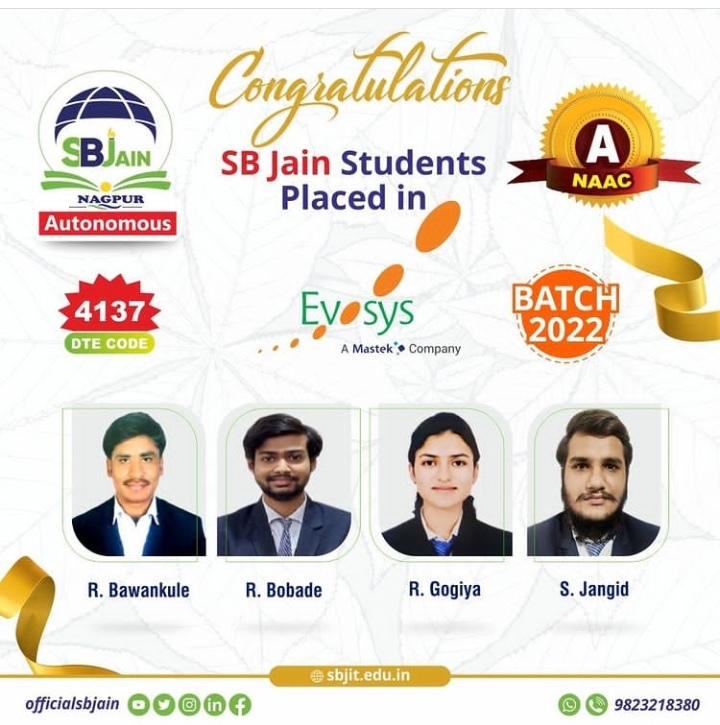 Congratulations
SBJAIN
NAGPUR
Autonomous
SB Jain Students
Placed in
A
NAAC
4137
DTE CODE
Evosys
A Mastek Company
BATCH
2022
R. Bawankule
R. Bobade
R. Gogiya
S. Jangid
sbjit.edu.in
officialsbjain
9823218380